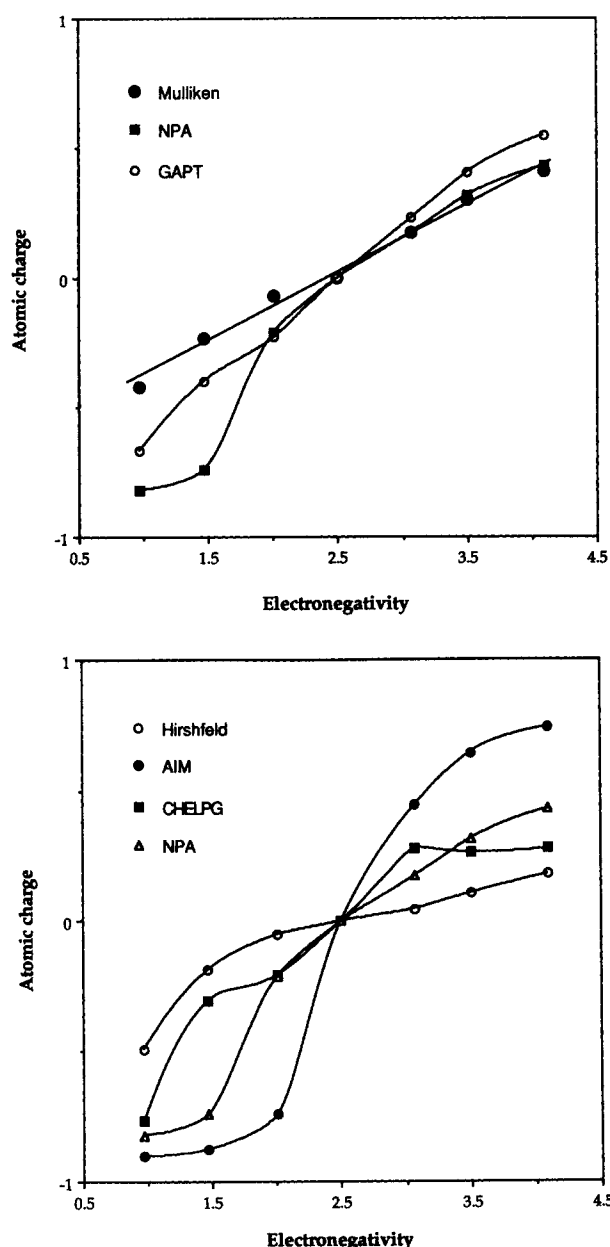 1
Mulliken
NPA
GAPT
Atomic charge
0
-1
0.5
1.5
2.5
3.5
4.5
Electronegativity
1
Hirshfeld
AIM
CHELPG
NPA
Atomic charge
0
-1
0.5
1.5
2.5
3.5
4.5
Electronegativity